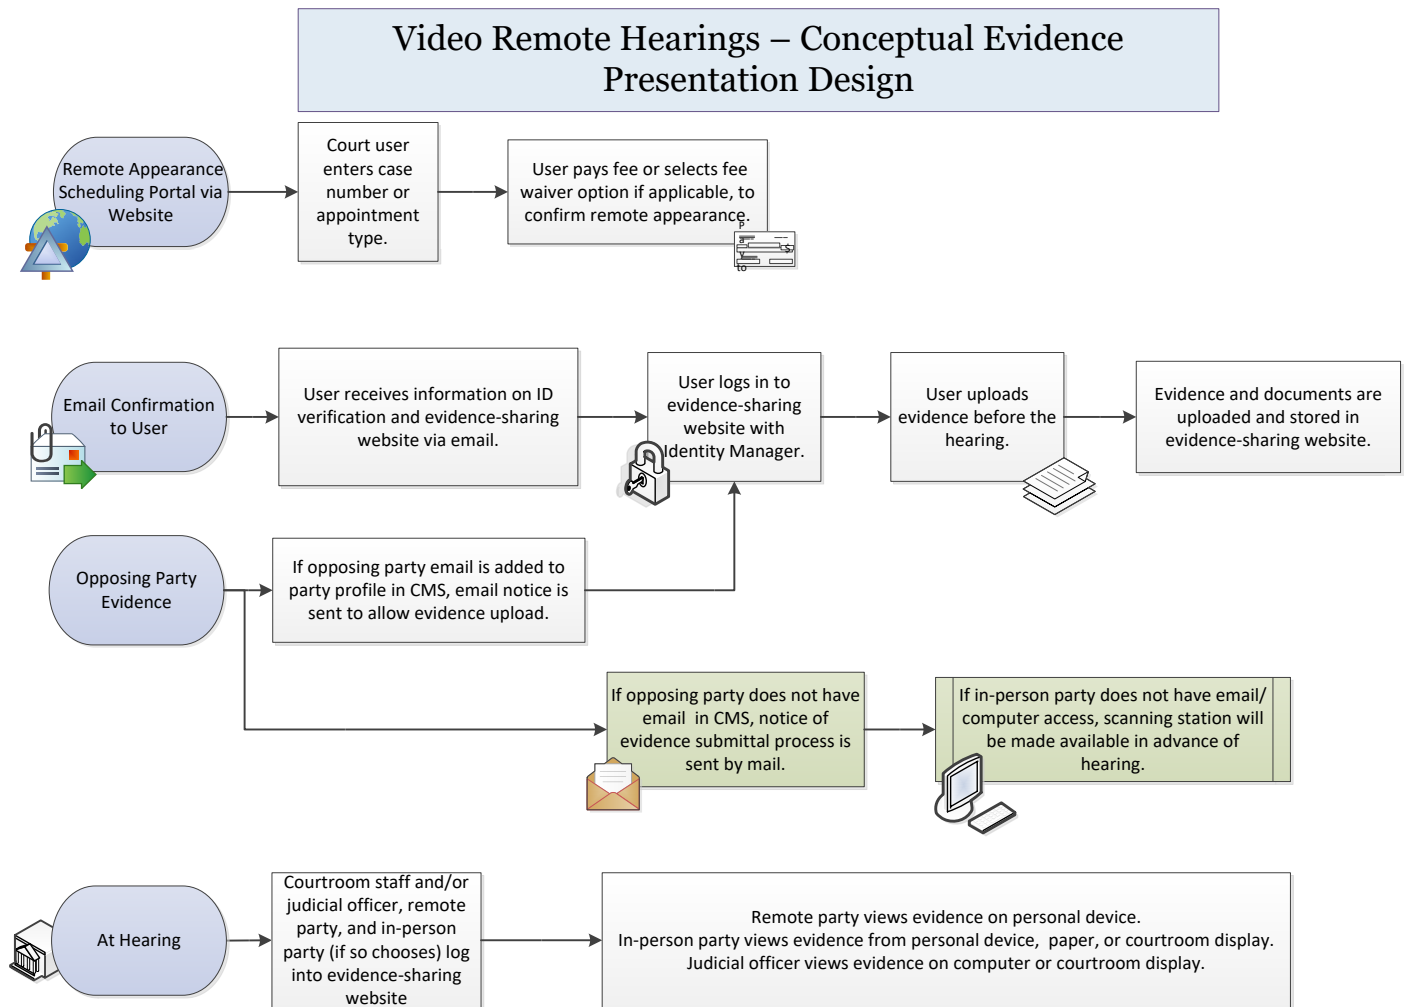 Video Remote Hearings – Conceptual Evidence
Presentation Design
Remote Appearance
Scheduling Portal via
Website
Court user
enters case
number or
appointment
type.
User pays fee or selects fee
waiver option if applicable, to
confirm remote appearance.
P
a
y
to
$
Email Confirmation
to User
User receives information on ID
verification and evidence-sharing
website via email.
User logs in to
evidence-sharing
website with
Identity Manager.
User uploads
evidence before the
hearing.
Evidence and documents are
uploaded and stored in
evidence-sharing website.
Opposing Party
Evidence
If opposing party email is added to
party profile in CMS, email notice is
sent to allow evidence upload.
If opposing party does not have
email in CMS, notice of
evidence submittal process is
sent by mail.
If in-person party does not have email/
computer access, scanning station will
be made available in advance of
hearing.
At Hearing
Courtroom staff and/or
judicial officer, remote
party, and in-person
party (if so chooses) log
into evidence-sharing
website
Remote party views evidence on personal device.
In-person party views evidence from personal device, paper, or courtroom display.
Judicial officer views evidence on computer or courtroom display.